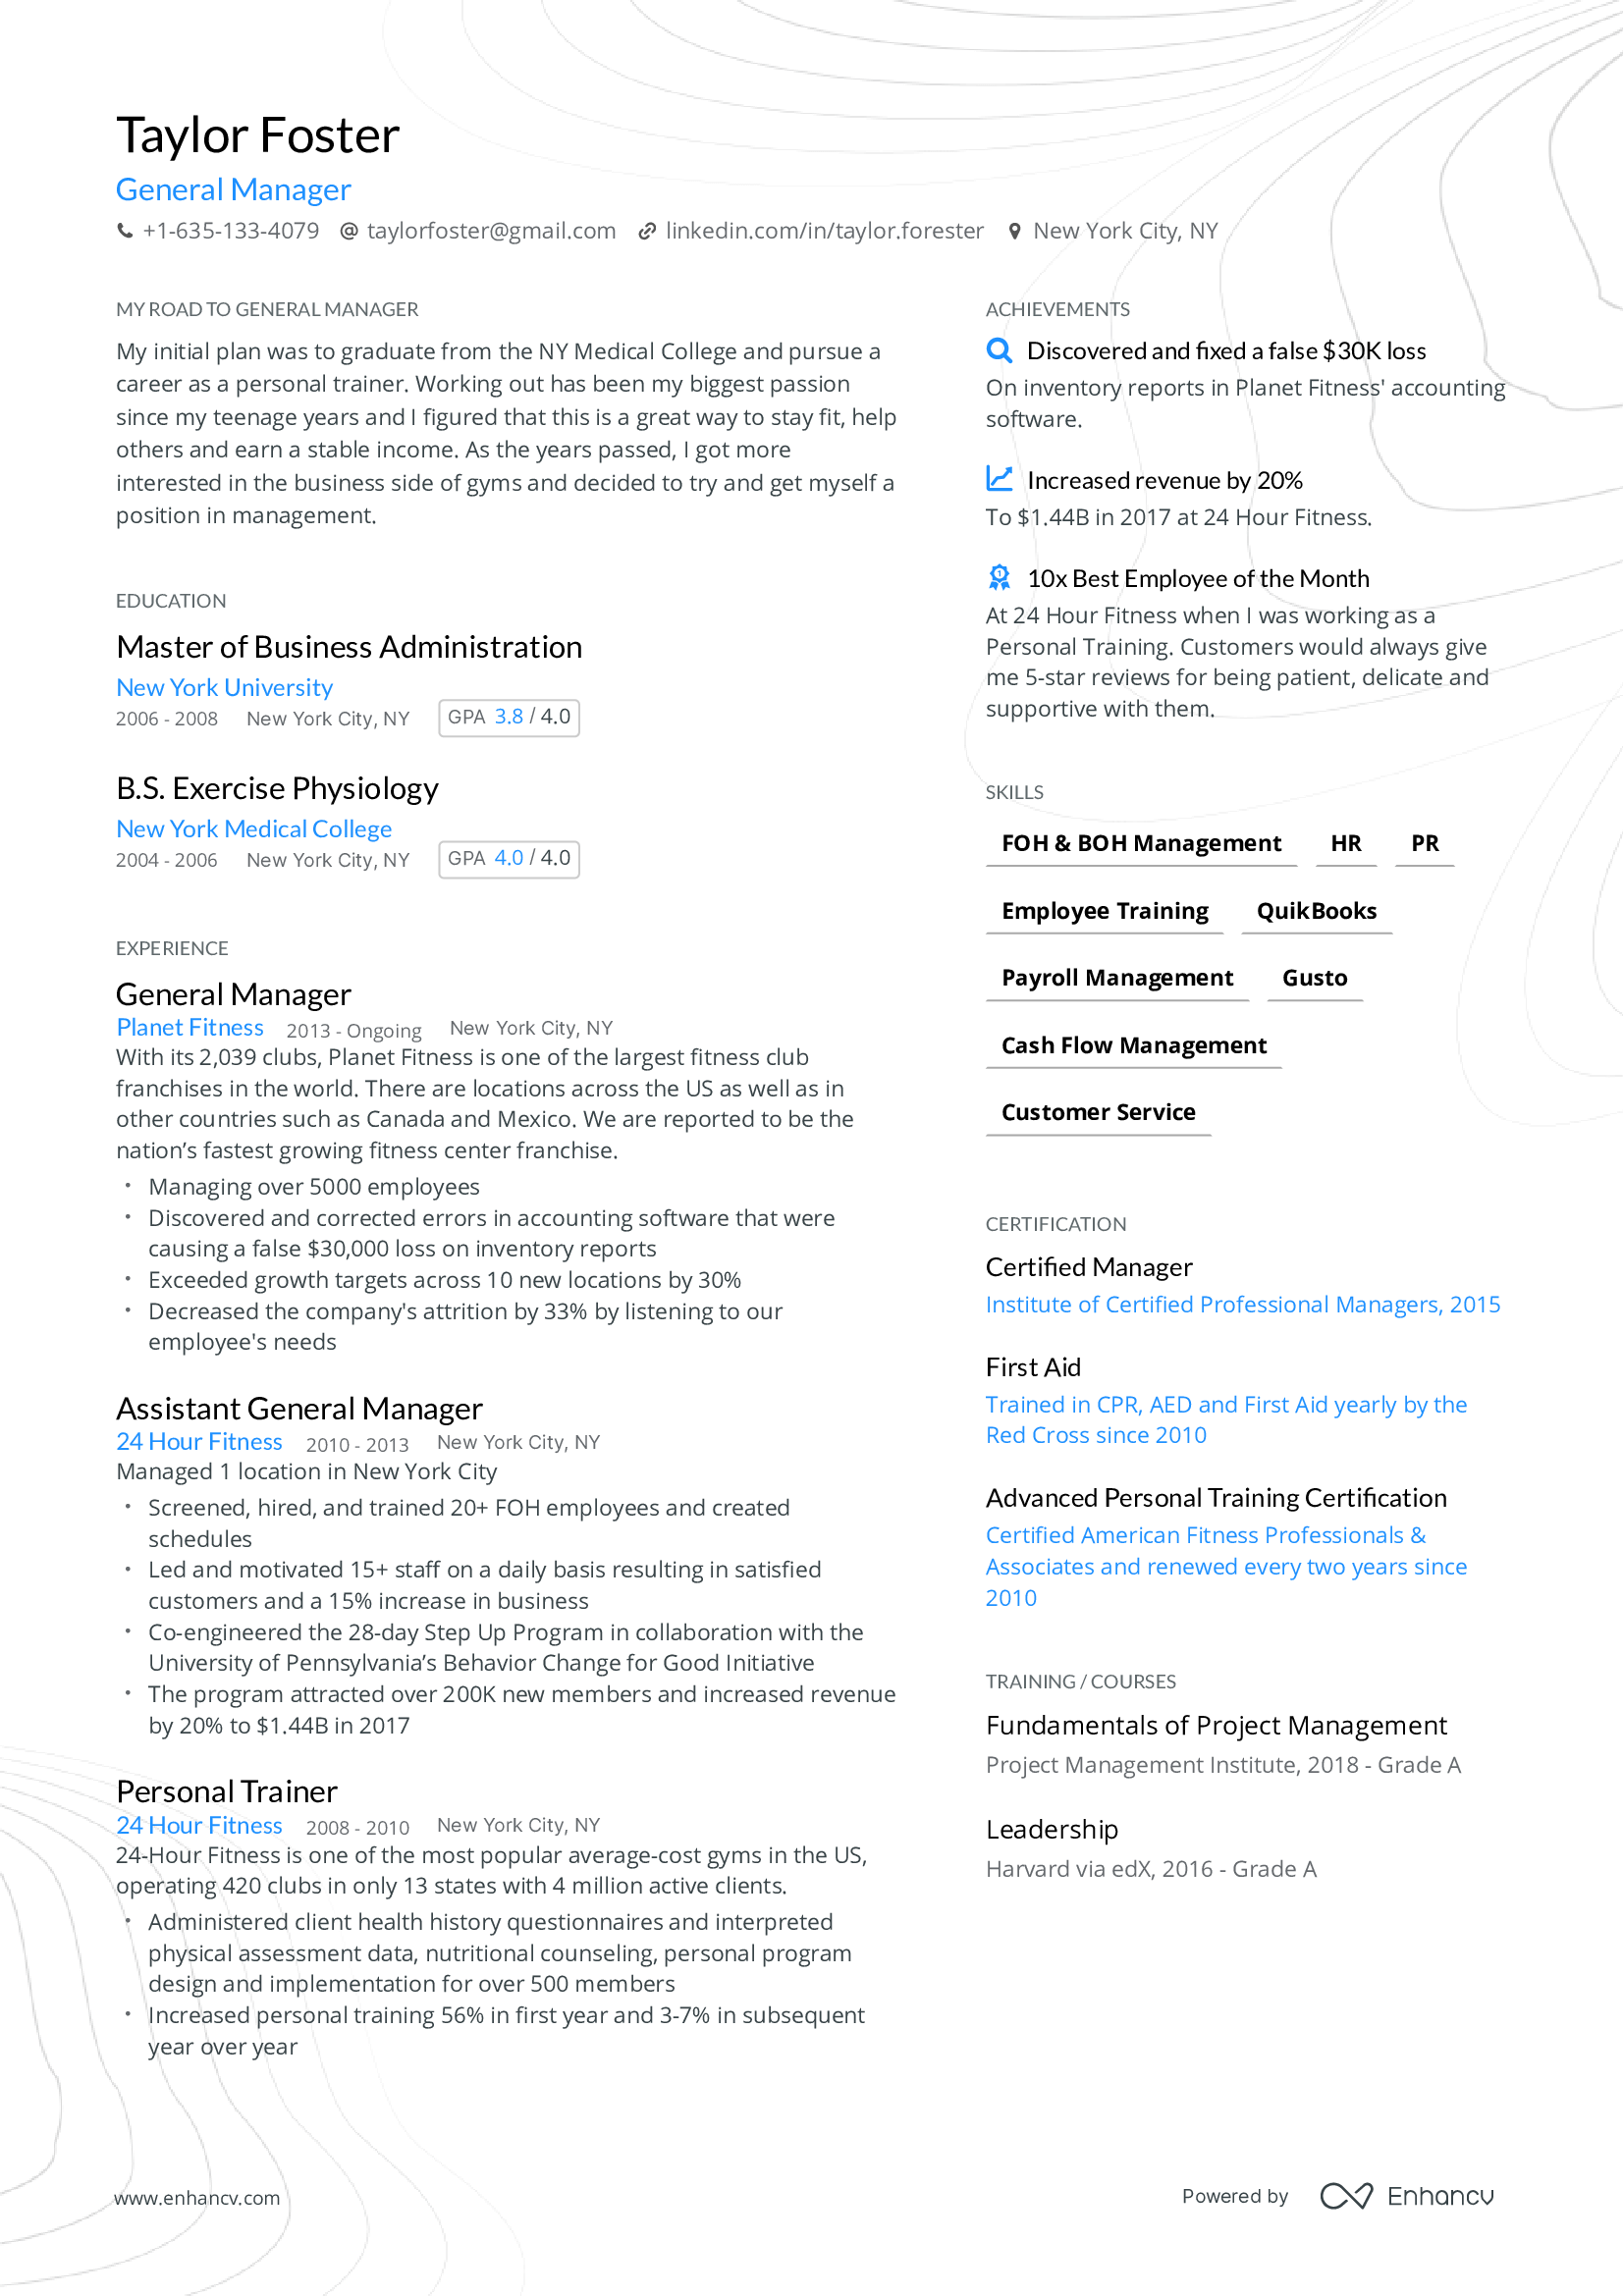 Taylor Foster
General Manager
+1-635-133-4079 taylorfoster@gmail.com linkedin.com/in/taylor.forester New York City, NY
MY ROAD TO GENERAL MANAGER
My initial plan was to graduate from the NY Medical College and pursue a
career as a personal trainer. Working out has been my biggest passion
since my teenage years and I figured that this is a great way to stay fit, help
others and earn a stable income. As the years passed, I got more
interested in the business side of gyms and decided to try and get myself a
position in management.
EDUCATION
Master of Business Administration
New York University
2006 - 2008 New York City, NY GPA 3.8 / 4.0
B.S. Exercise Physiology
New York Medical College
2004 - 2006 New York City, NY GPA 4.0 / 4.0
EXPERIENCE
General Manager
Planet Fitness 2013 - Ongoing New York City, NY
With its 2,039 clubs, Planet Fitness is one of the largest fitness club
franchises in the world. There are locations across the US as well as in
other countries such as Canada and Mexico. We are reported to be the
nation’s fastest growing fitness center franchise.
• Managing over 5000 employees
• Discovered and corrected errors in accounting software that were
causing a false $30,000 loss on inventory reports
• Exceeded growth targets across 10 new locations by 30%
• Decreased the company's attrition by 33% by listening to our
employee's needs
Assistant General Manager
24 Hour Fitness 2010 - 2013 New York City, NY
Managed 1 location in New York City
• Screened, hired, and trained 20+ FOH employees and created
schedules
• Led and motivated 15+ staff on a daily basis resulting in satisfied
customers and a 15% increase in business
• Co-engineered the 28-day Step Up Program in collaboration with the
University of Pennsylvania’s Behavior Change for Good Initiative
• The program attracted over 200K new members and increased revenue
by 20% to $1.44B in 2017
Personal Trainer
24 Hour Fitness 2008 - 2010 New York City, NY
24-Hour Fitness is one of the most popular average-cost gyms in the US,
operating 420 clubs in only 13 states with 4 million active clients.
• Administered client health history questionnaires and interpreted
physical assessment data, nutritional counseling, personal program
design and implementation for over 500 members
• Increased personal training 56% in first year and 3-7% in subsequent
year over year
ACHIEVEMENTS
Discovered and fixed a false $30K loss
On inventory reports in Planet Fitness' accounting
software.
Increased revenue by 20%
To $1.44B in 2017 at 24 Hour Fitness.
10x Best Employee of the Month
At 24 Hour Fitness when I was working as a
Personal Training. Customers would always give
me 5-star reviews for being patient, delicate and
supportive with them.
SKILLS
FOH & BOH Management HR PR
Employee Training QuikBooks
Payroll Management Gusto
Cash Flow Management
Customer Service
CERTIFICATION
Certified Manager
Institute of Certified Professional Managers, 2015
First Aid
Trained in CPR, AED and First Aid yearly by the
Red Cross since 2010
Advanced Personal Training Certification
Certified American Fitness Professionals &
Associates and renewed every two years since
2010
TRAINING / COURSES
Fundamentals of Project Management
Project Management Institute, 2018 - Grade A
Leadership
Harvard via edX, 2016 - Grade A
www.enhancv.com
Powered by Enhancv